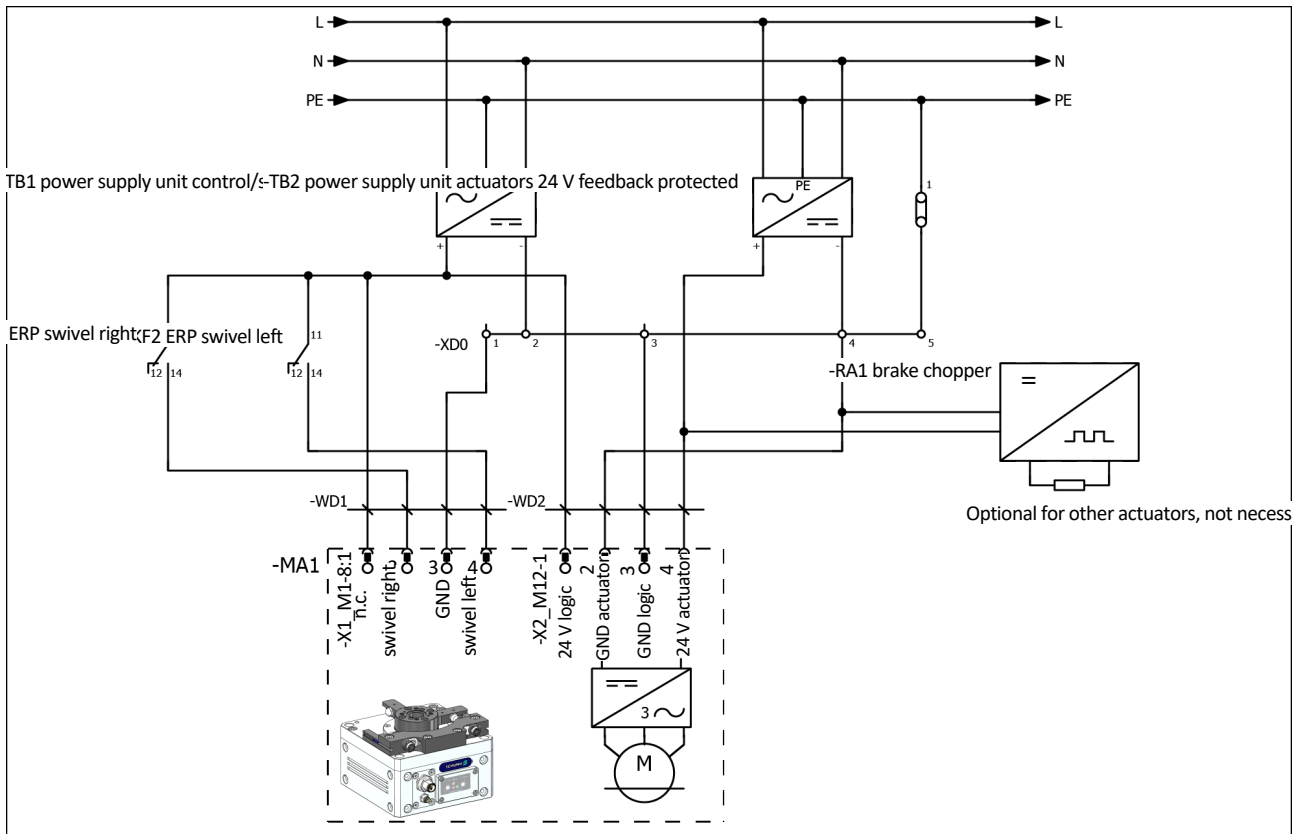 L L
N N
PE PE
TB1 power supply unit control/s
-TB2 power supply unit actuators 24 V feedback protected
PE
1
+ -
+ -
ERP swivel right
KF2 ERP swivel left
11
12 14
12 14
-XD0
1 2 3 4 5
-RA1 brake chopper
=
-WD1
-WD2
Optional for other actuators, not necess
-MA1
-X1_M1-8:1
n.c.
swivel right
3
GND
4
swivel left
-X2_M12-1
24 V logic
2
GND actuator
3
GND logic
4
24 V actuator
3
M
SCHUNK